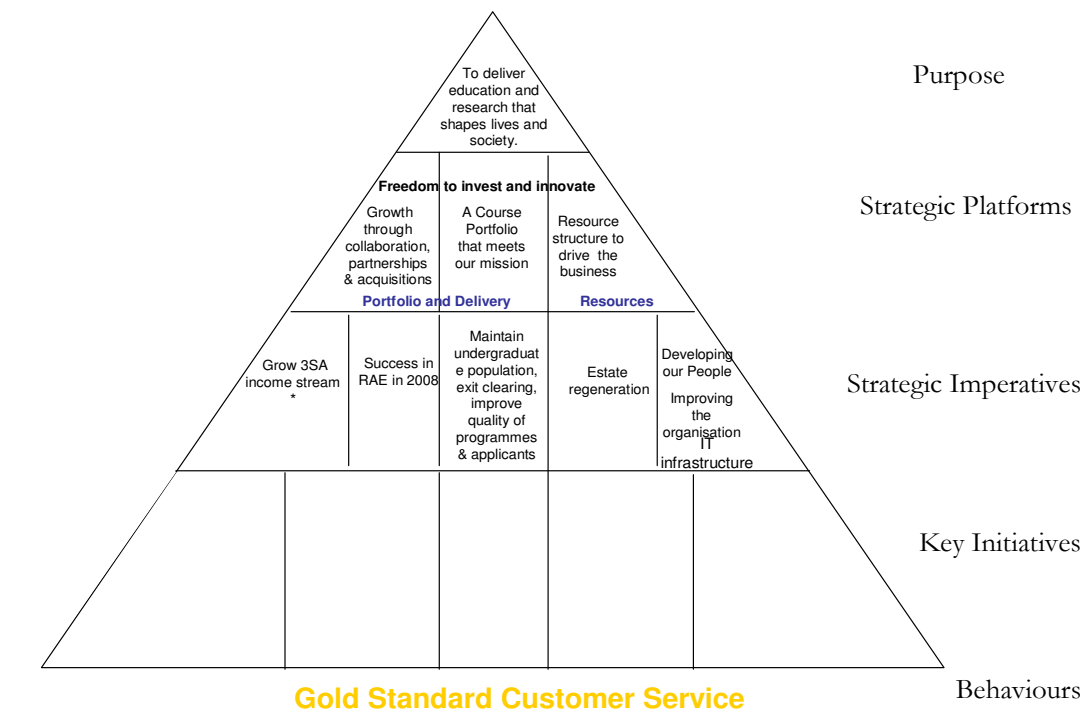 Purpose
To deliver
education and
research that
shapes lives and
society.
Strategic Platforms
Freedom to invest and innovate
Growth
through
collaboration,
partnerships
& acquisitions
A Course
Portfolio
that meets
our mission
Resource
structure to
drive the
business
Portfolio and Delivery
Resources
Strategic Imperatives
Grow 3SA
income stream
*
Success in
RAE in 2008
Maintain
undergraduat
e population,
exit clearing,
improve
quality of
programmes
& applicants
Estate
regeneration
Developing
our People
Improving
the
organisation
IT
infrastructure
Key Initiatives
Behaviours
Gold Standard Customer Service